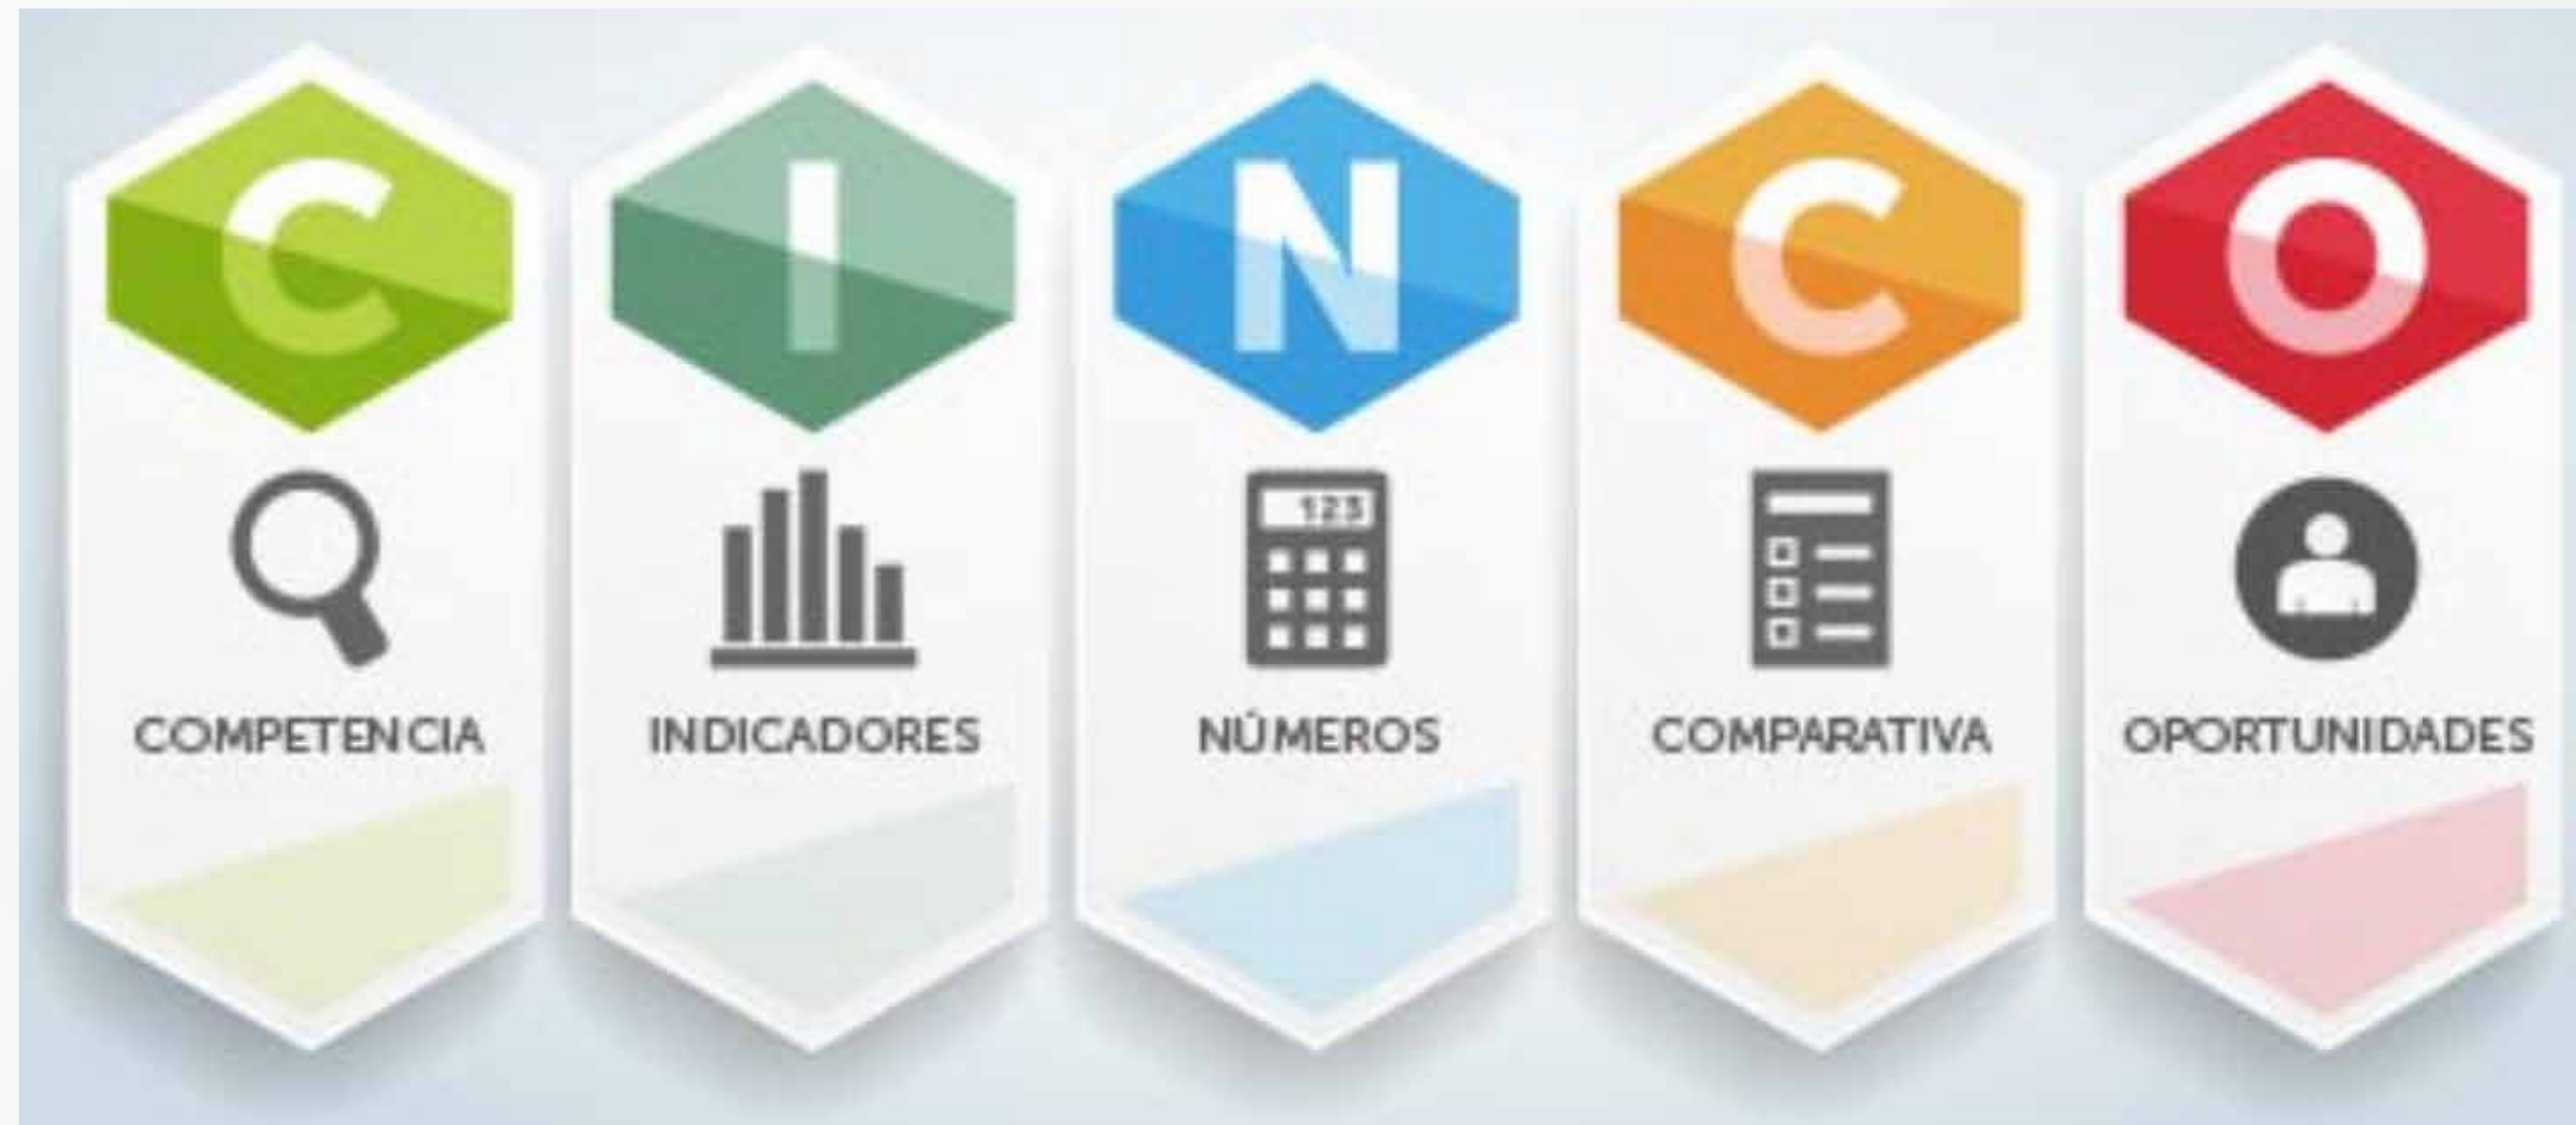 C
I
N
C
O
123
COMPETENCIA
INDICADORES
NÚMEROS
COMPARATIVA
OPORTUNIDADES